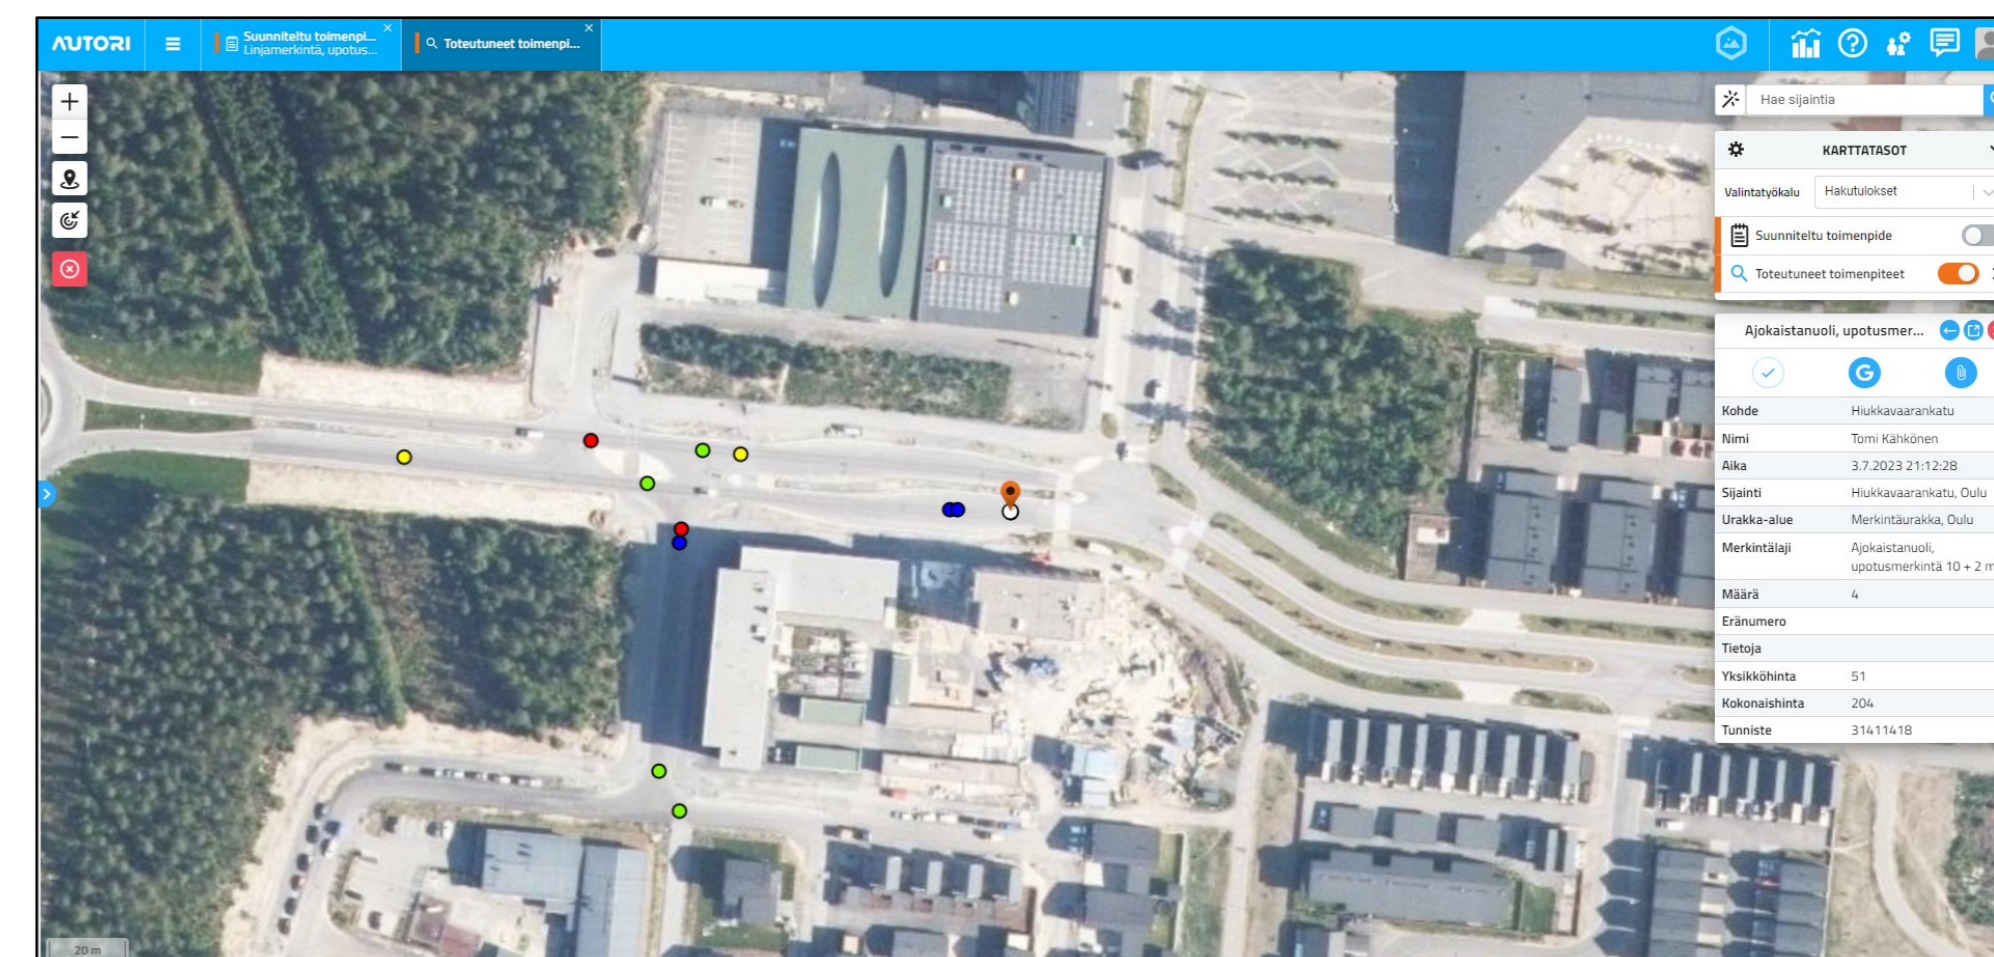 AUTORI
Suunniteltu toimenpi...
Linjamerkintä, upotus...
Toteutuneet toimenpi...
Hae sijaintia
KARTTATASOT
Valintatyökalu
Hakutulokset
Suunniteltu toimenpide
Toteutuneet toimenpiteet
Ajokaistanuoli, upotusmer...
G
Kohde Hiukkavaarankatu
Nimi Tomi Kähkönen
Aika 3.7.2023 21:12:28
Sijainti Hiukkavaarankatu, Oulu
Urakka-alue Merkintäurakka, Oulu
Merkintälaji Ajokaistanuoli,
upotusmerkintä 10 + 2 m
Määrä 4
Eränumero
Tietoja
Yksikköhinta 51
Kokonaishinta 204
Tunniste 31411418
20 m